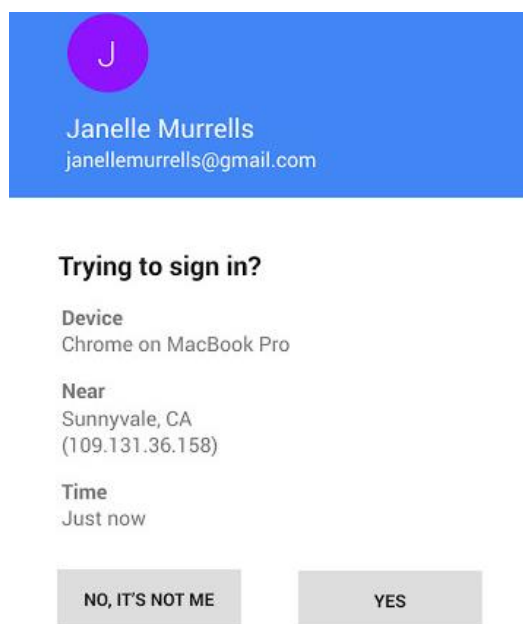 J
Janelle Murrells
janellemurrells@gmail.com
Trying to sign in?
Device
Chrome on MacBook Pro
Near
Sunnyvale, CA
(109.131.36.158)
Time
Just now
NO, IT'S NOT ME
YES